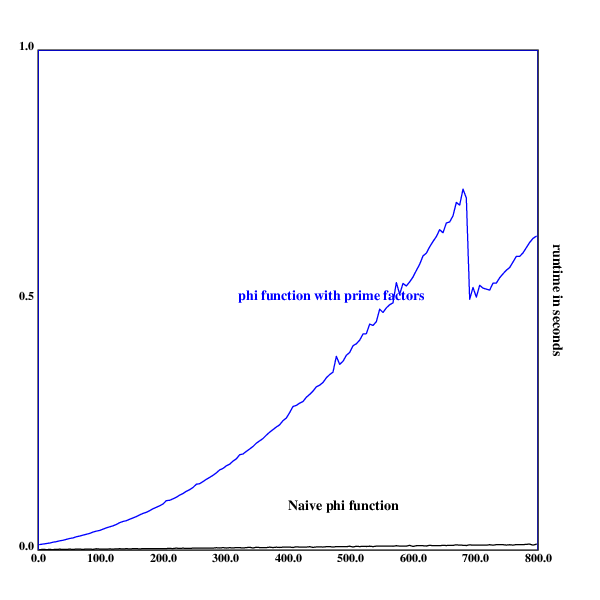 1.0
phi function with prime factors
0.5
runtime in seconds
Naive phi function
0.0
0.0 100.0 200.0 300.0 400.0 500.0 600.0 700.0 800.0